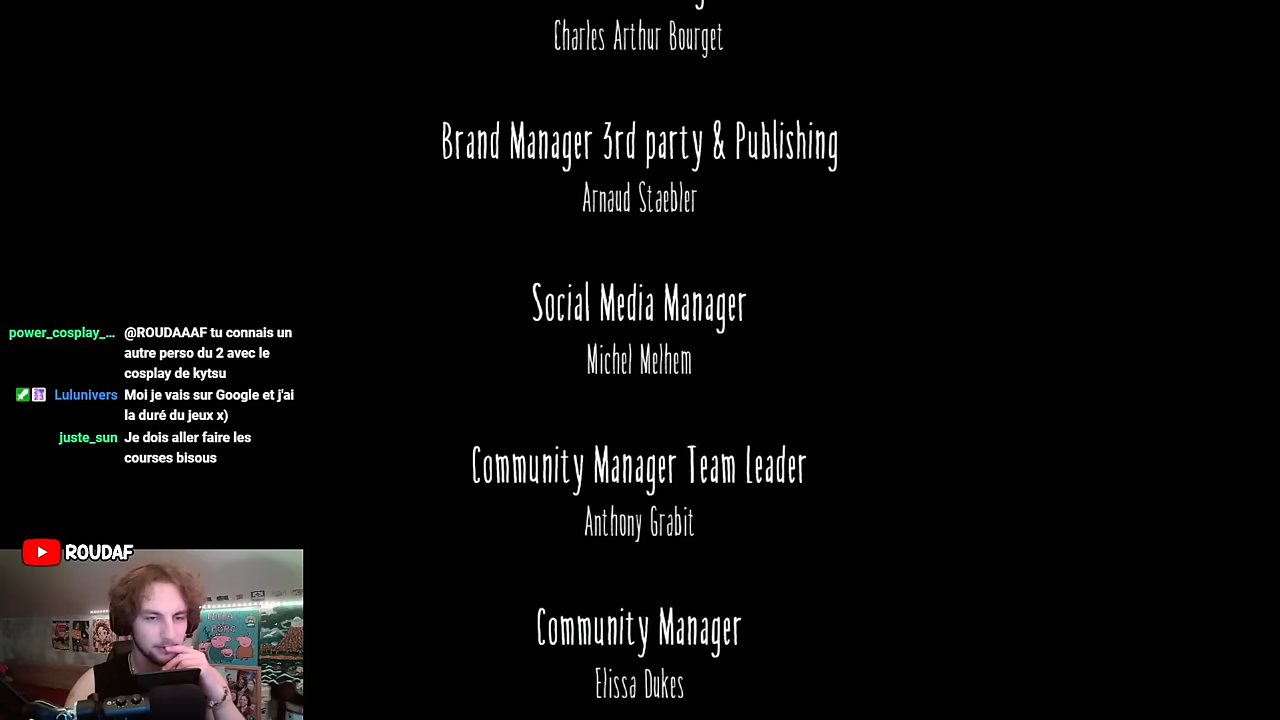 Charles Arthur Bourget
Brand Manager 3rd party & Publishing
Arnaud Staebler
Social Media Manager
Michel Melhem
Community Manager Team Leader
Anthony Grabit
Community Manager
Elissa Dukes
power_cosplay_... @ROUDAAAF tu connais un
autre perso du 2 avec le
cosplay de kytsu
Lulunivers Moi je vais sur Google et j'ai
la duré du jeux x)
juste_sun Je dois aller faire les
courses bisous
ROUDAF